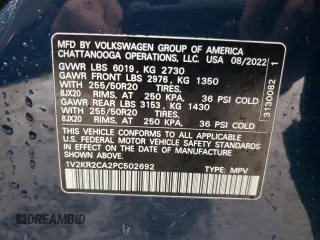 MFD. BY VOLKSWAGEN GROUP OF AMERICA
CHATTANOOGA OPERATIONS, LLC. USA 08/2022
GVWR LBS 6019, KG 2730
GAWR FRONT LBS 2976, KG 1350
WITH 255/50R20 TIRES,
8JX20 RIMS, AT 250 KPA, 36 PSI COLD
GAWR REAR LBS 3153, KG 1430
WITH 255/50R20 TIRES,
8JX20 RIMS, AT 250 KPA, 36 PSI COLD
THIS VEHICLE CONFORMS TO ALL APPLICABLE
U.S. FEDERAL MOTOR VEHICLE SAFETY STANDARDS
IN EFFECT ON THE DATE OF MANUFACTURE SHOWN ABOVE.
1V2KR2CA2PC502692 TYPE: MPV
3130082 1
DREAMBID